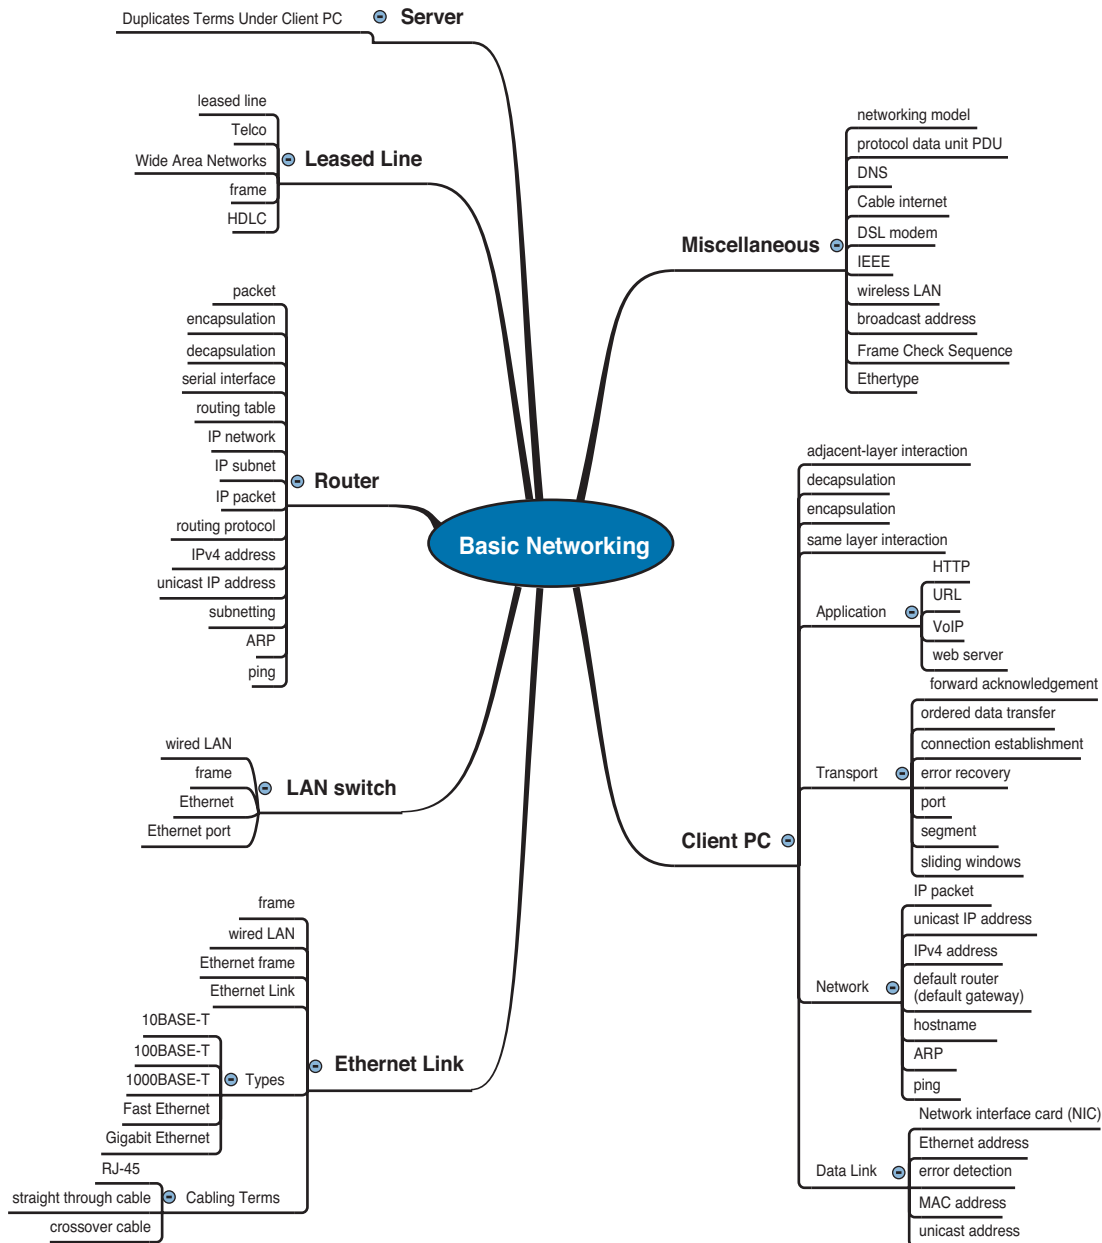 Basic Networking
Server
Duplicates Terms Under Client PC
Leased Line
leased line
Telco
Wide Area Networks
frame
HDLC
Router
packet
encapsulation
decapsulation
serial interface
routing table
IP network
IP subnet
IP packet
routing protocol
IPv4 address
unicast IP address
subnetting
ARP
ping
LAN switch
wired LAN
frame
Ethernet
Ethernet port
Ethernet Link
frame
wired LAN
Ethernet frame
Ethernet Link
Types
10BASE-T
100BASE-T
1000BASE-T
Fast Ethernet
Gigabit Ethernet
Cabling Terms
RJ-45
straight through cable
crossover cable
Miscellaneous
networking model
protocol data unit PDU
DNS
Cable internet
DSL modem
IEEE
wireless LAN
broadcast address
Frame Check Sequence
Ethertype
Client PC
adjacent-layer interaction
decapsulation
encapsulation
same layer interaction
Application
HTTP
URL
VoIP
web server
Transport
forward acknowledgement
ordered data transfer
connection establishment
error recovery
port
segment
sliding windows
Network
IP packet
unicast IP address
IPv4 address
default router
(default gateway)
hostname
ARP
ping
Data Link
Network interface card (NIC)
Ethernet address
error detection
MAC address
unicast address